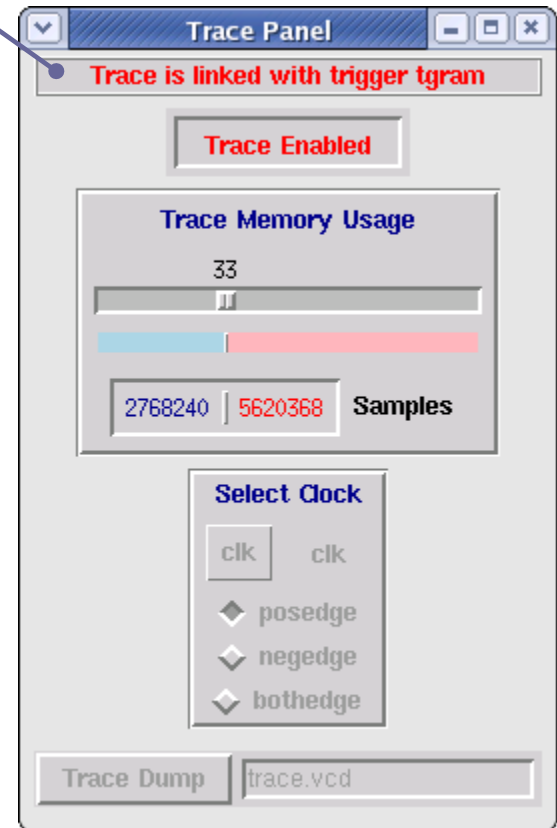 Trace Panel
Trace is linked with trigger tgram
Trace Enabled
Trace Memory Usage
33
2768240 5620368 Samples
Select Clock
clk clk
posedge
negedge
bothedge
Trace Dump trace.vcd